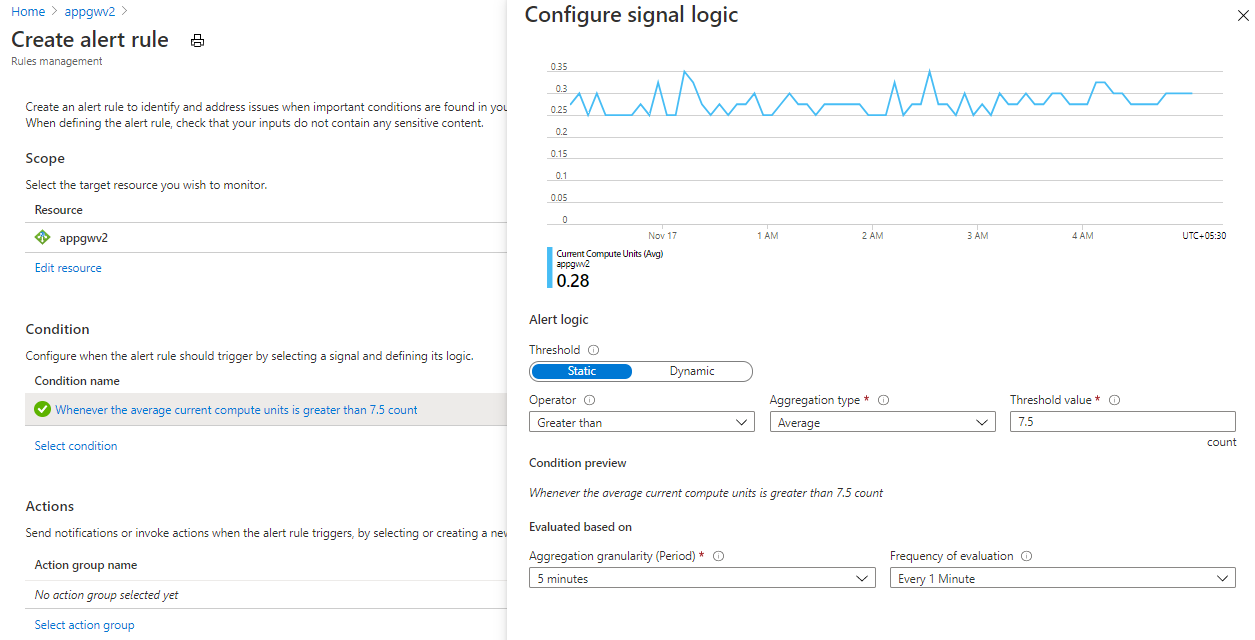 Home > appgwv2 >
Create alert rule
Rules management
Create an alert rule to identify and address issues when important conditions are found in you
When defining the alert rule, check that your inputs do not contain any sensitive content.
Scope
Select the target resource you wish to monitor.
Resource
appgwv2
Edit resource
Condition
Configure when the alert rule should trigger by selecting a signal and defining its logic.
Condition name
Whenever the average current compute units is greater than 7.5 count
Select condition
Actions
Send notifications or invoke actions when the alert rule triggers, by selecting or creating a new
Action group name
No action group selected yet
Select action group
Configure signal logic
0.35
0.3
0.25
0.2
0.15
0.1
0.05
0
Nov 17 1 AM 2 AM 3 AM 4 AM UTC+05:30
Current Compute Units (Avg)
appgwv2
0.28
Alert logic
Threshold
Static Dynamic
Operator Aggregation type * Threshold value *
Greater than Average 7.5
count
Condition preview
Whenever the average current compute units is greater than 7.5 count
Evaluated based on
Aggregation granularity (Period) * Frequency of evaluation
5 minutes Every 1 Minute